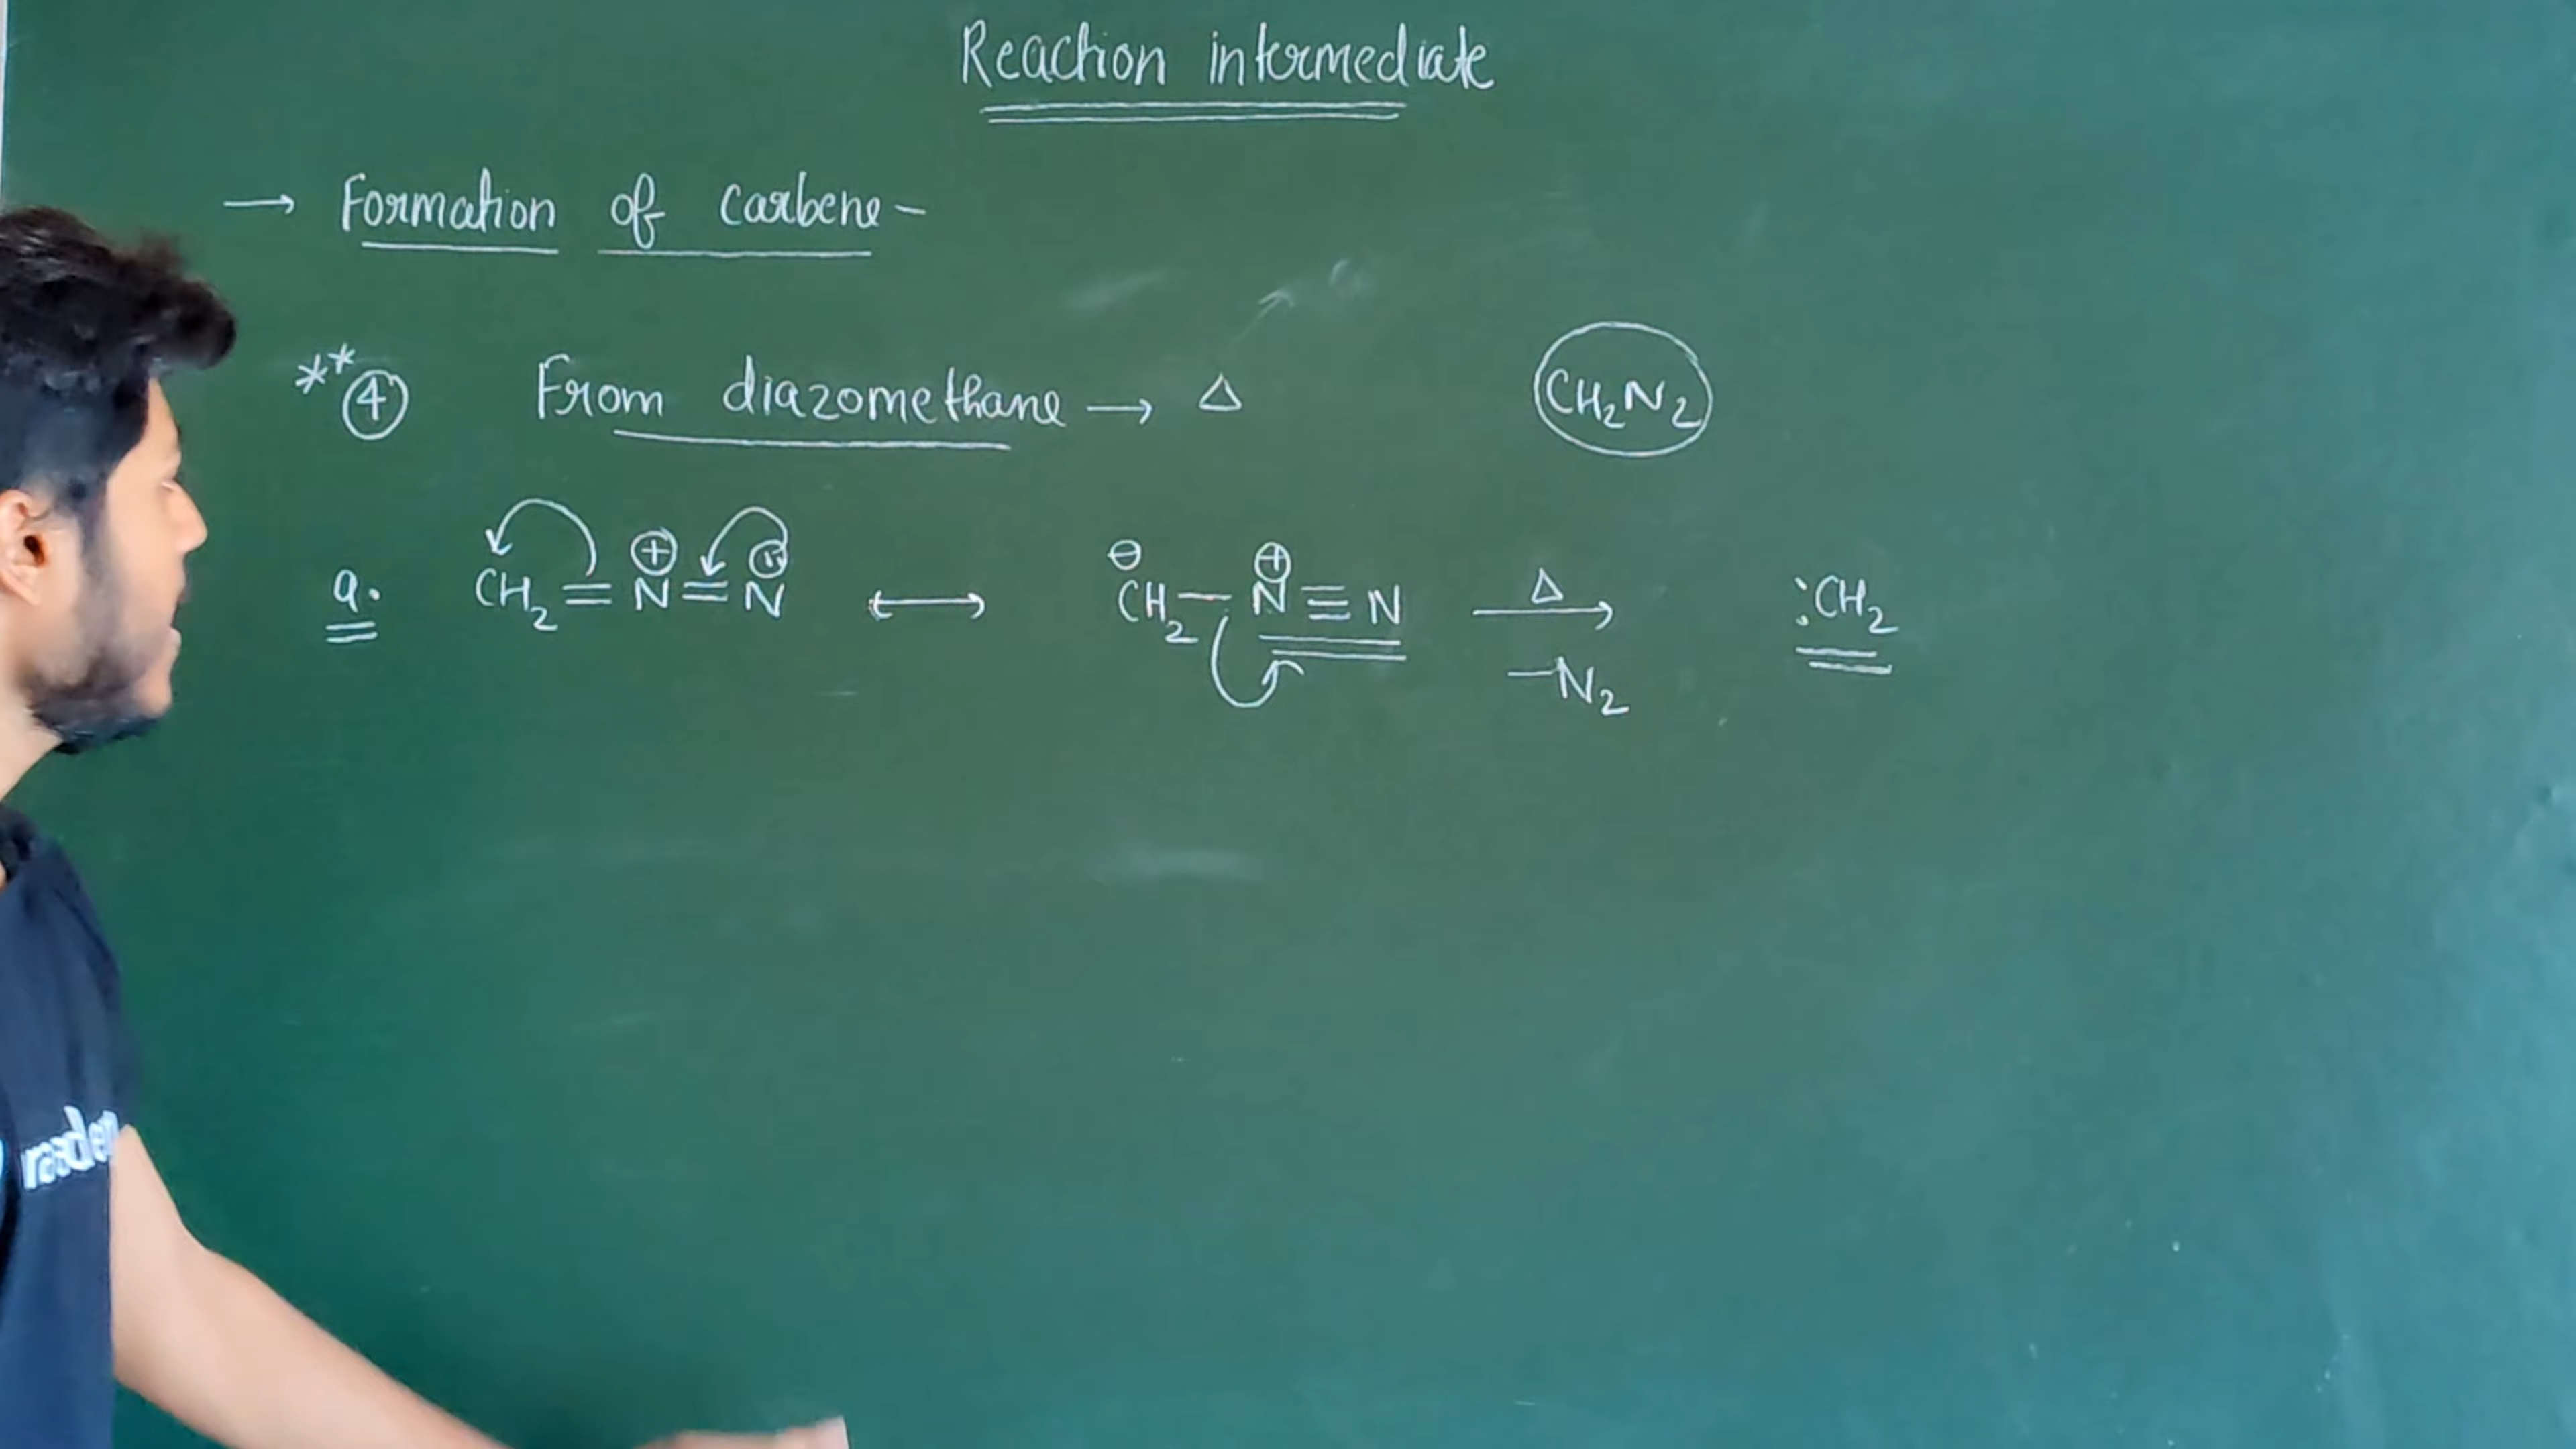 Reaction intermediate
→ Formation of carbene-
**④ From diazomethane → Δ CH₂N₂
a. CH₂=N⊕=N⊖ ⟷ ⊖CH₂-N⊕≡N Δ→ -N₂ :CH₂